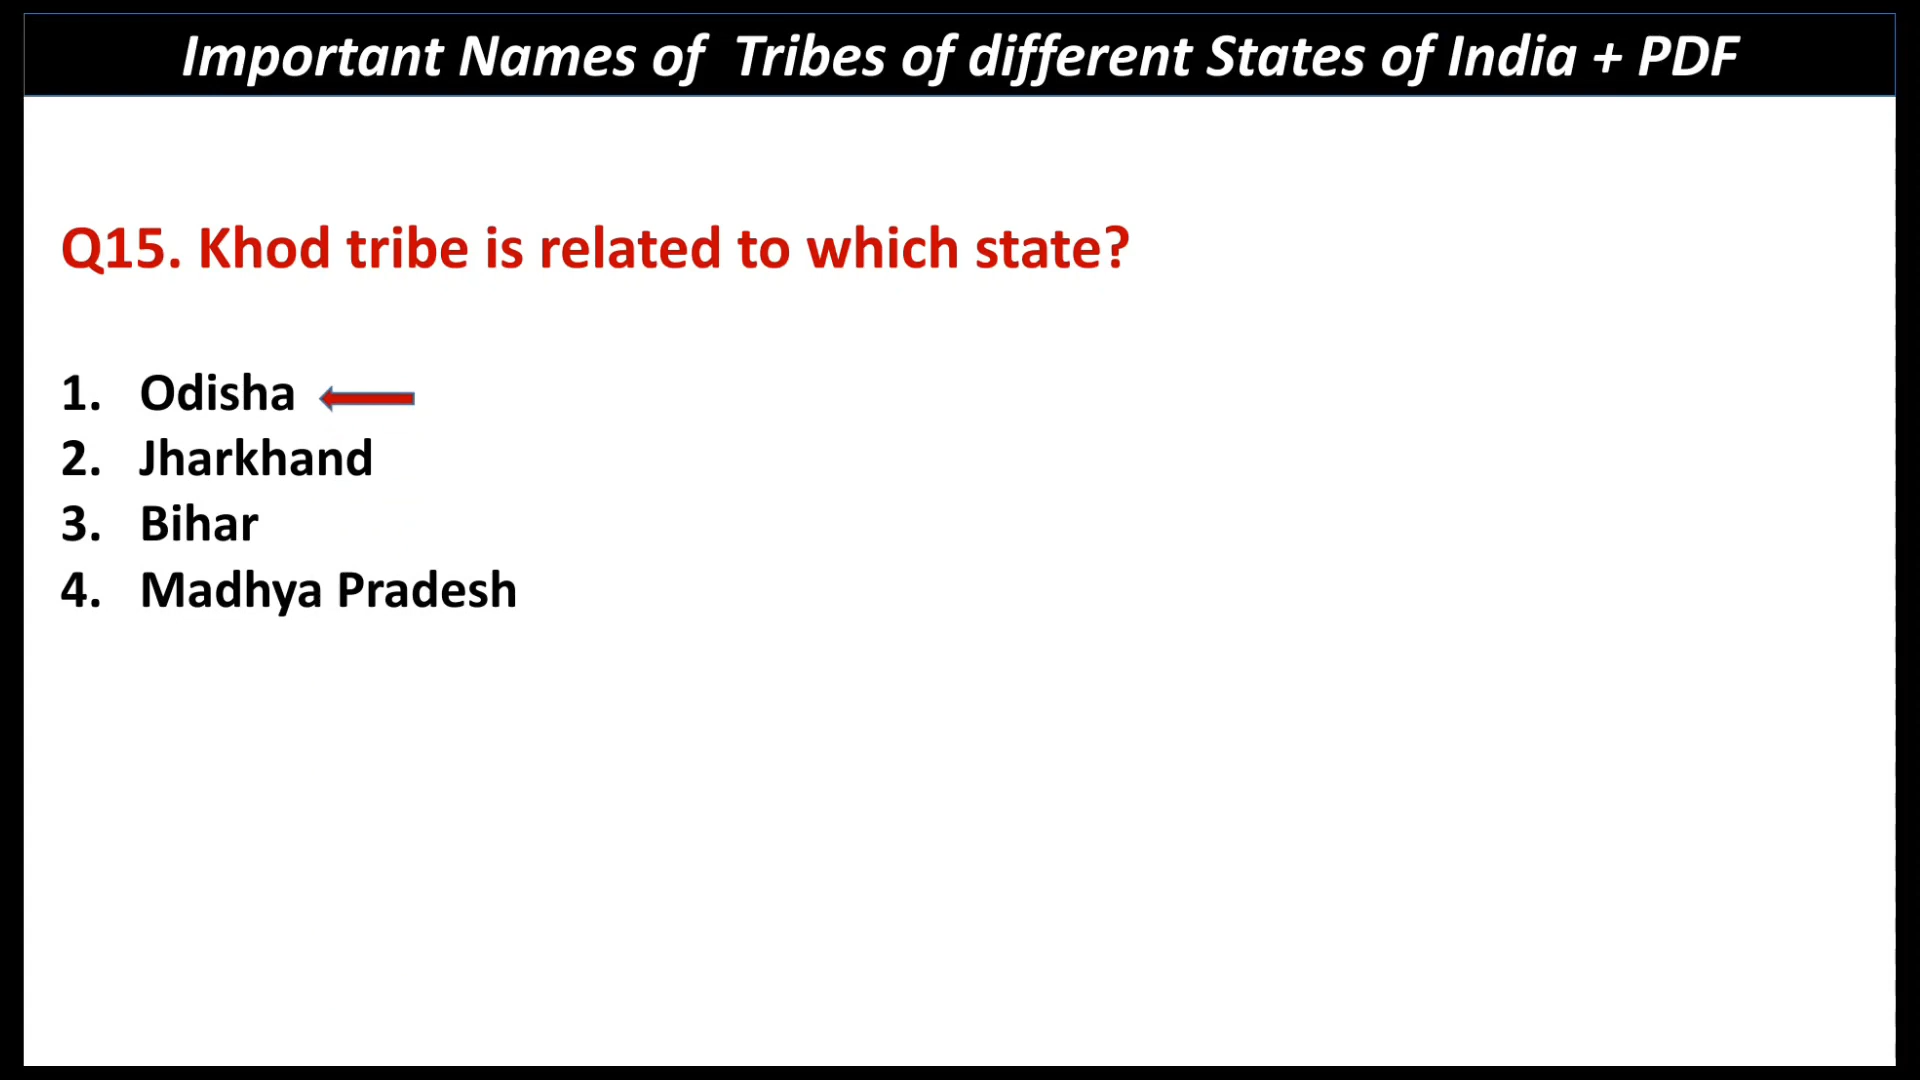 Important Names of Tribes of different States of India + PDF
Q15. Khod tribe is related to which state?
1. Odisha
2. Jharkhand
3. Bihar
4. Madhya Pradesh